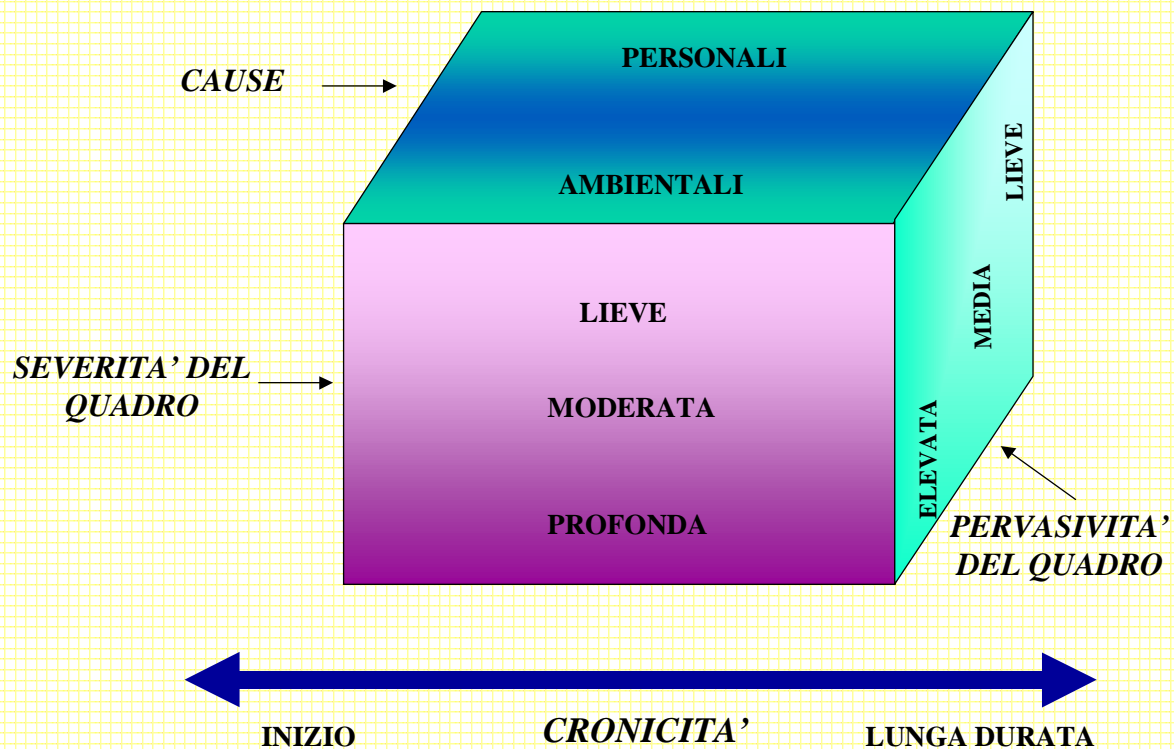 PERSONALI
CAUSE
AMBIENTALI
LIEVE
MEDIA
ELEVATA
LIEVE
SEVERITA’ DEL
QUADRO
MODERATA
PROFONDA
PERVASIVITA’
DEL QUADRO
INIZIO
CRONICITA’
LUNGA DURATA